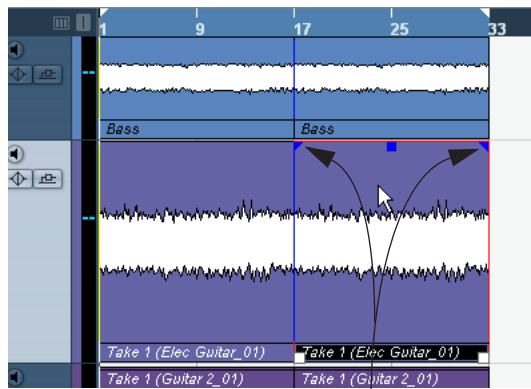 1 9 17 25 33
Bass Bass
Take 1 (Elec Guitar_01) Take 1 (Elec Guitar_01)
Take 1 (Guitar 2_01) Take 1 (Guitar 2_01)